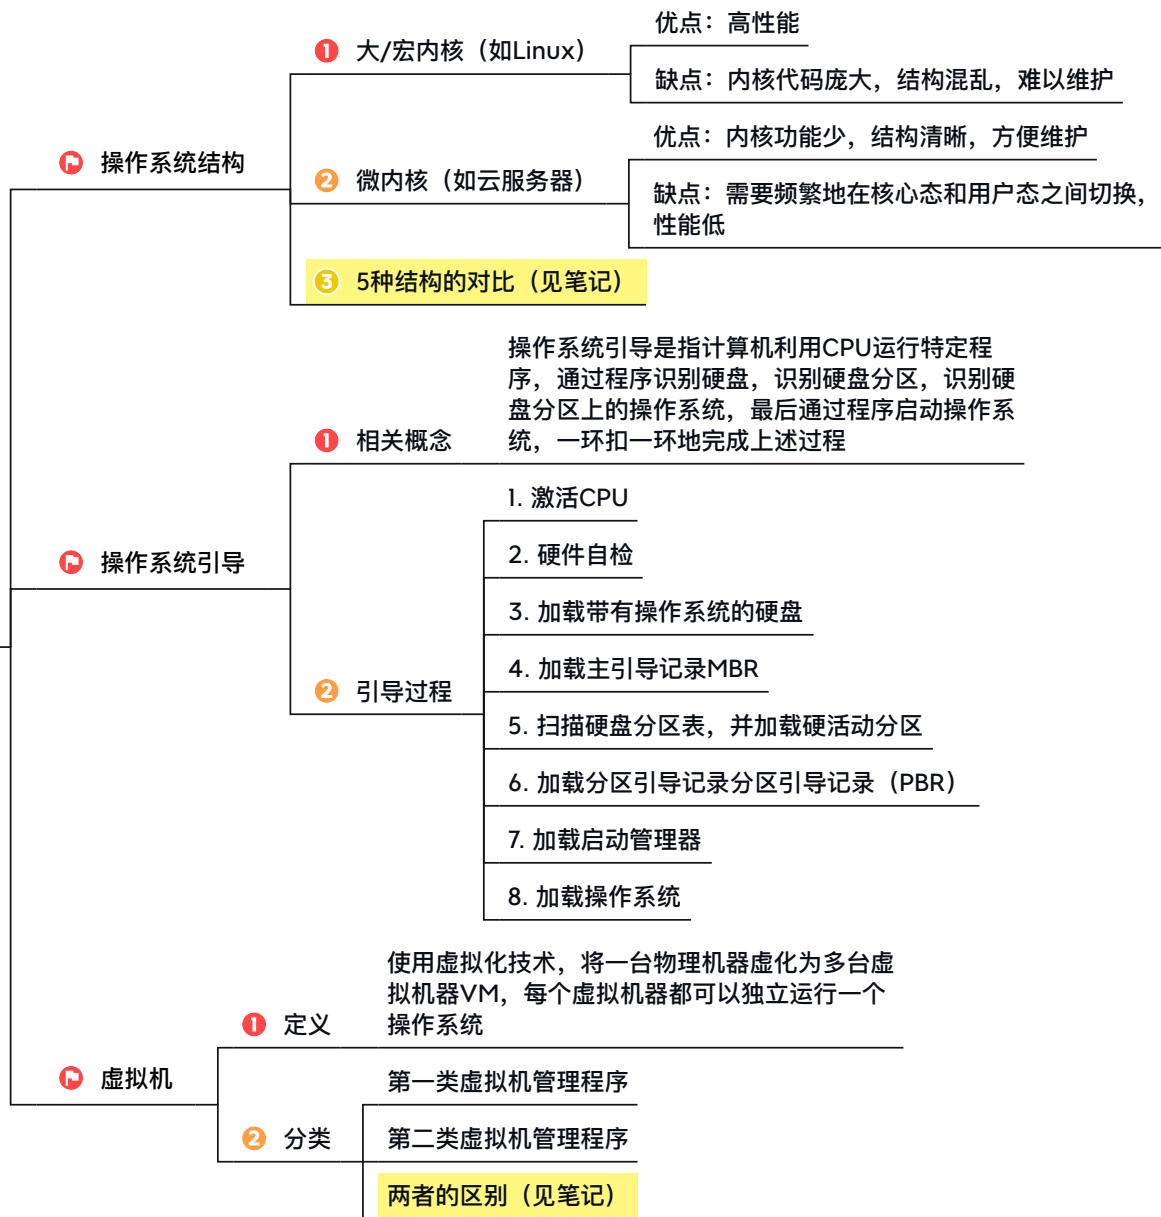 操作系统结构
1 大/宏内核（如Linux）
优点：高性能
缺点：内核代码庞大，结构混乱，难以维护
2 微内核（如云服务器）
优点：内核功能少，结构清晰，方便维护
缺点：需要频繁地在核心态和用户态之间切换，
性能低
3 5种结构的对比（见笔记）
操作系统引导
1 相关概念
操作系统引导是指计算机利用CPU运行特定程
序，通过程序识别硬盘，识别硬盘分区，识别硬
盘分区上的操作系统，最后通过程序启动操作系
统，一环扣一环地完成上述过程
2 引导过程
1. 激活CPU
2. 硬件自检
3. 加载带有操作系统的硬盘
4. 加载主引导记录MBR
5. 扫描硬盘分区表，并加载硬活动分区
6. 加载分区引导记录分区引导记录（PBR）
7. 加载启动管理器
8. 加载操作系统
虚拟机
1 定义
使用虚拟化技术，将一台物理机器虚化为多台虚
拟机器VM，每个虚拟机器都可以独立运行一个
操作系统
2 分类
第一类虚拟机管理程序
第二类虚拟机管理程序
两者的区别（见笔记）